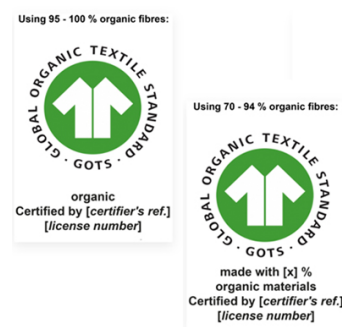 Using 95 - 100 % organic fibres:
GLOBAL ORGANIC TEXTILE STANDARD
· GOTS ·
organic
Certified by [certifier's ref.]
[license number]
Using 70 - 94 % organic fibres:
GLOBAL ORGANIC TEXTILE STANDARD
· GOTS ·
made with [x] %
organic materials
Certified by [certifier's ref.]
[license number]